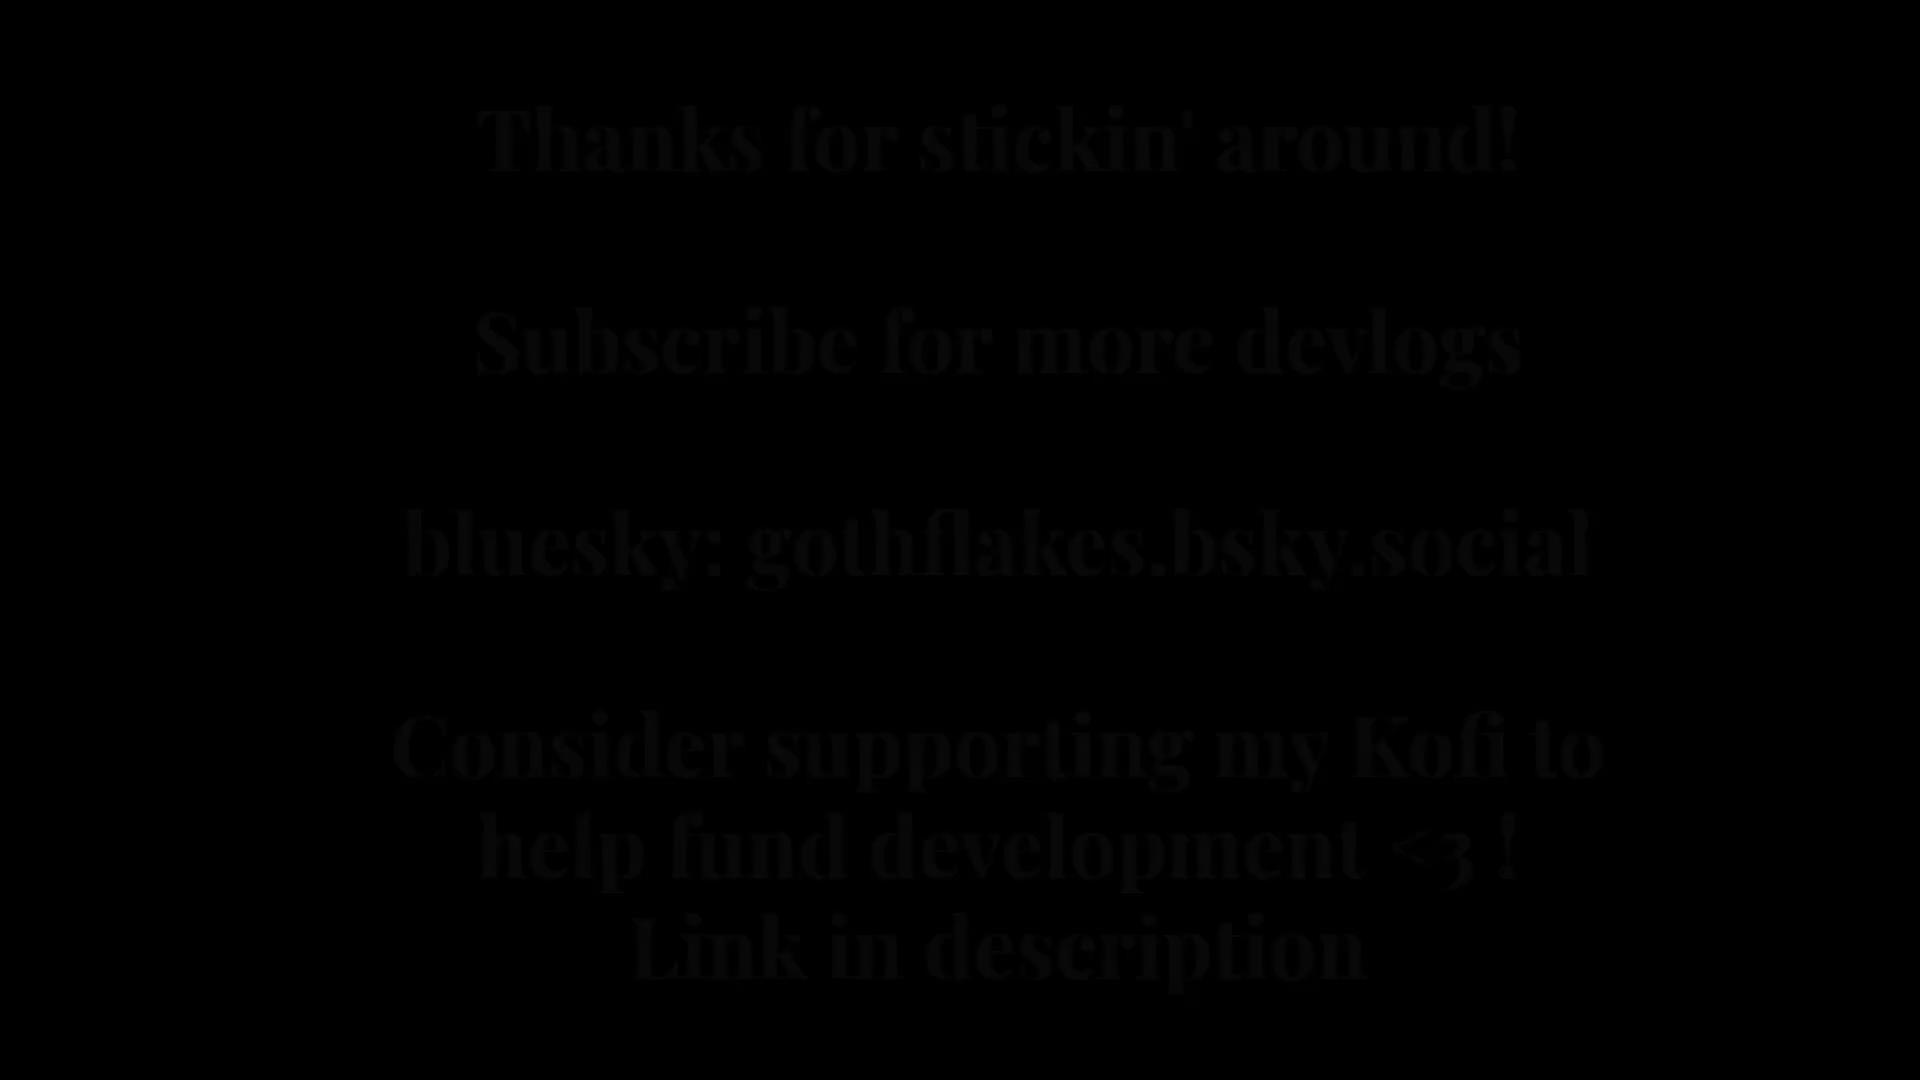 Thanks for stickin' around!
Subscribe for more devlogs
bluesky: gothflakes.bsky.social
Consider supporting my Kofi to
help fund development <3 !
Link in description